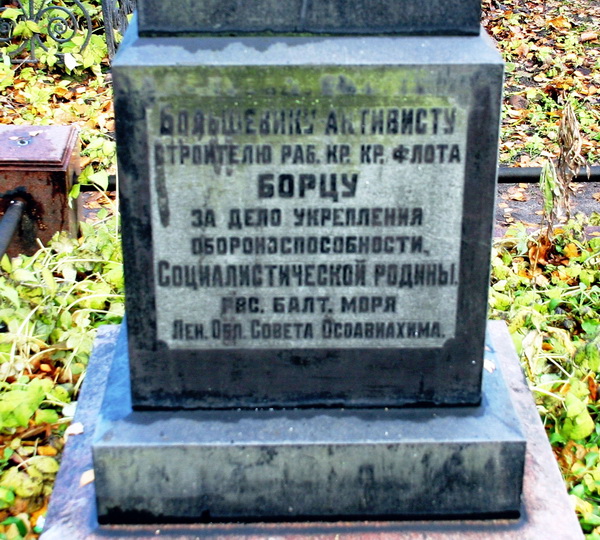 БОЛЬШЕВИКУ АКТИВИСТУ
СТРОИТЕЛЮ РАБ. КР. КР. ФЛОТА
БОРЦУ
ЗА ДЕЛО УКРЕПЛЕНИЯ
ОБОРОНОСПОСОБНОСТИ,
СОЦИАЛИСТИЧЕСКОЙ РОДИНЫ.
РВС. БАЛТ. МОРЯ
ЛЕН. ОБЛ. СОВЕТА ОСОАВИАХИМА.